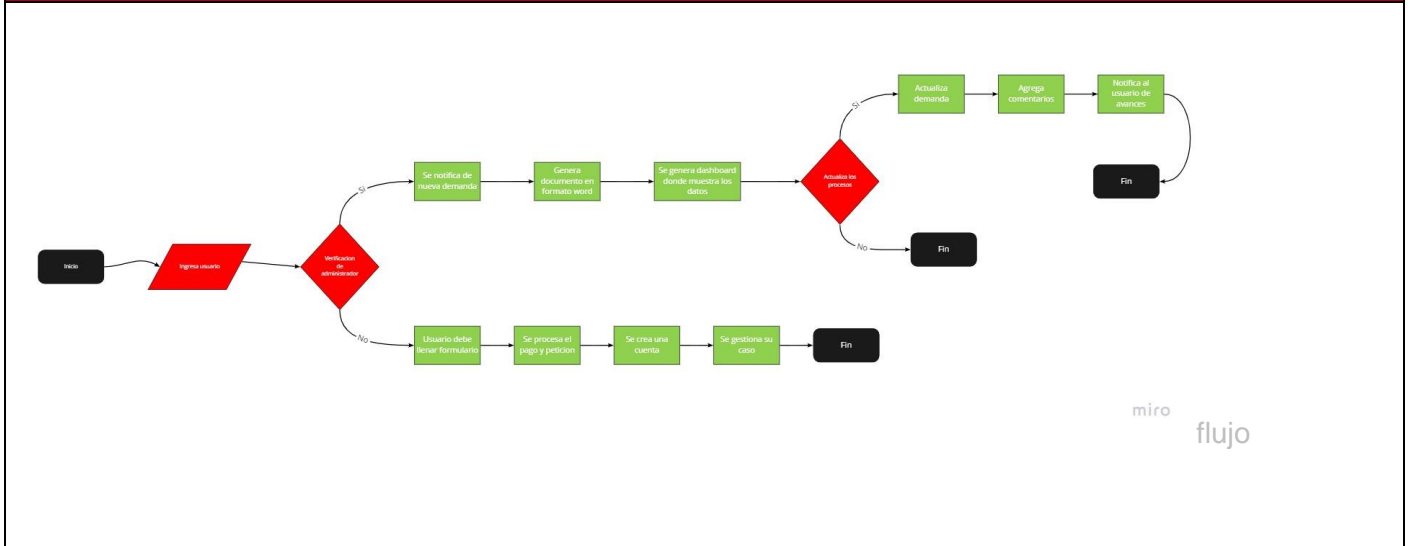 Inicio
Ingresa usuario
Verificacion
de
administrador
Si
Se notifica de
nueva demanda
Genera
documento en
formato word
Se genera dashboard
donde muestra los
datos
Actualiza los
procesos
Si
Actualiza
demanda
Agrega
comentarios
Notifica al
usuario de
avances
Fin
No
Fin
No
Usuario debe
llenar formulario
Se procesa el
pago y peticion
Se crea una
cuenta
Se gestiona su
caso
Fin
miro
flujo